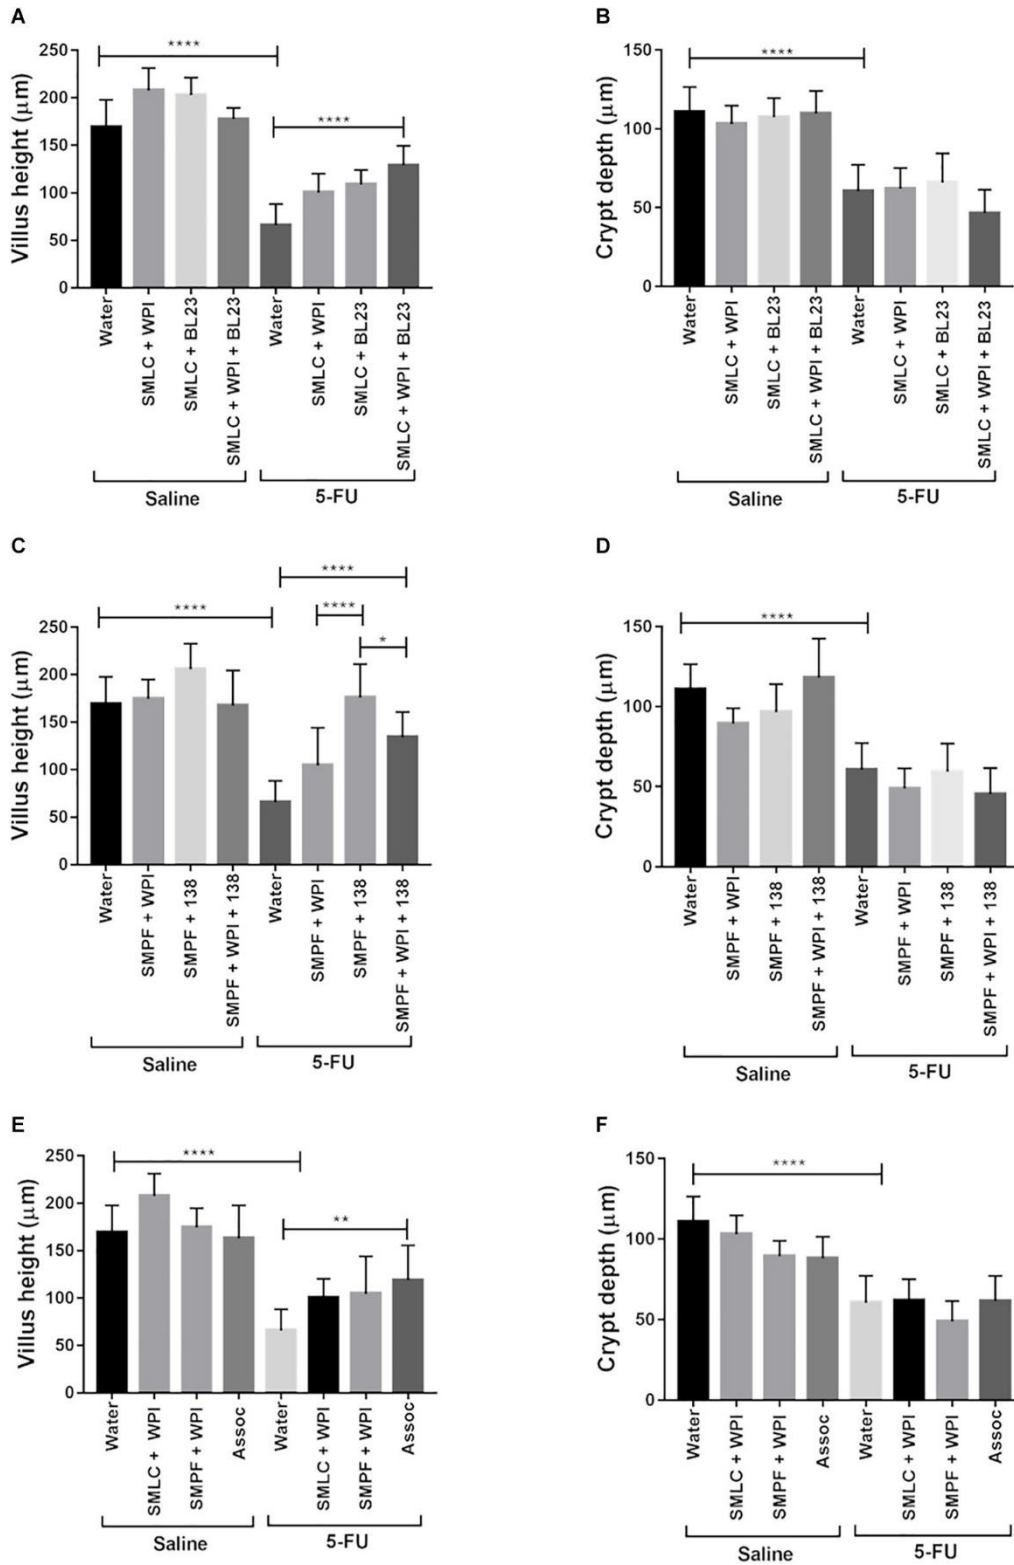 A
Villus height (μm)
250
200
150
100
50
0
****
****
Water
SMLC + WPI
SMLC + BL23
SMLC + WPI + BL23
Water
SMLC + WPI
SMLC + BL23
SMLC + WPI + BL23
Saline
5-FU
B
Crypt depth (μm)
150
100
50
0
****
Water
SMLC + WPI
SMLC + BL23
SMLC + WPI + BL23
Water
SMLC + WPI
SMLC + BL23
SMLC + WPI + BL23
Saline
5-FU
C
Villus height (μm)
250
200
150
100
50
0
****
****
****
*
Water
SMPF + WPI
SMPF + 138
SMPF + WPI + 138
Water
SMPF + WPI
SMPF + 138
SMPF + WPI + 138
Saline
5-FU
D
Crypt depth (μm)
150
100
50
0
****
Water
SMPF + WPI
SMPF + 138
SMPF + WPI + 138
Water
SMPF + WPI
SMPF + 138
SMPF + WPI + 138
Saline
5-FU
E
Villus height (μm)
250
200
150
100
50
0
****
**
Water
SMLC + WPI
SMPF + WPI
Assoc
Water
SMLC + WPI
SMPF + WPI
Assoc
Saline
5-FU
F
Crypt depth (μm)
150
100
50
0
****
Water
SMLC + WPI
SMPF + WPI
Assoc
Water
SMLC + WPI
SMPF + WPI
Assoc
Saline
5-FU